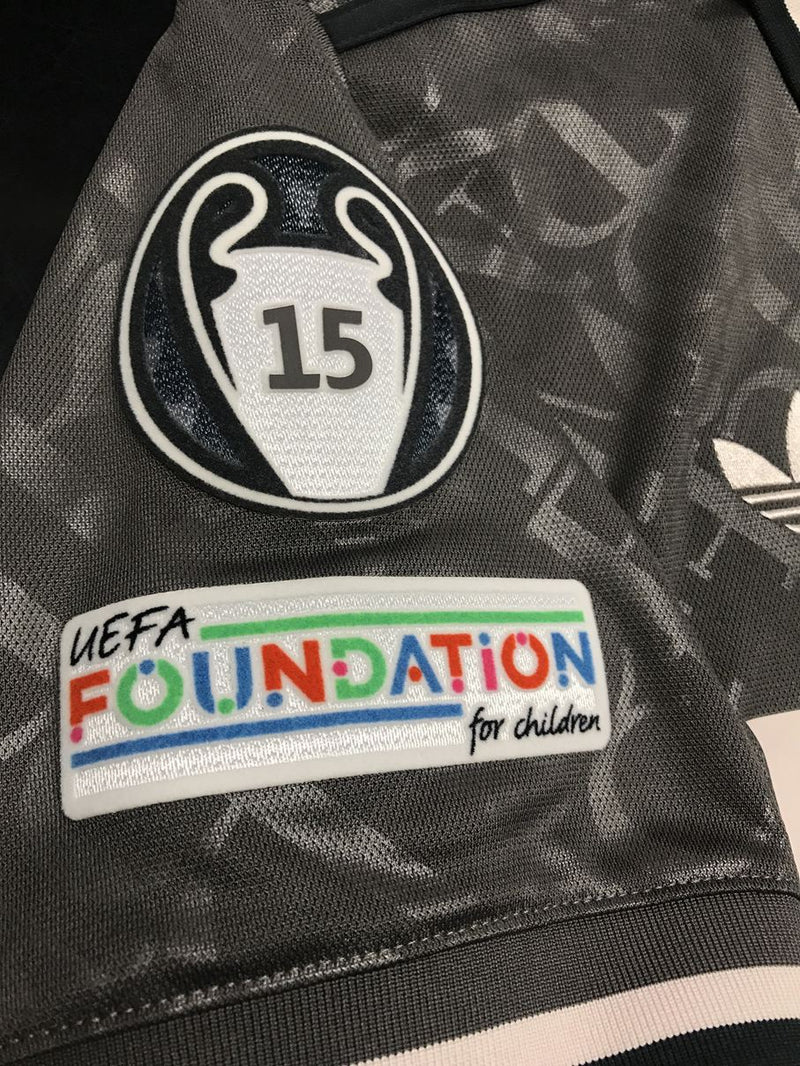 15
UEFA
FOUNDATION
for children